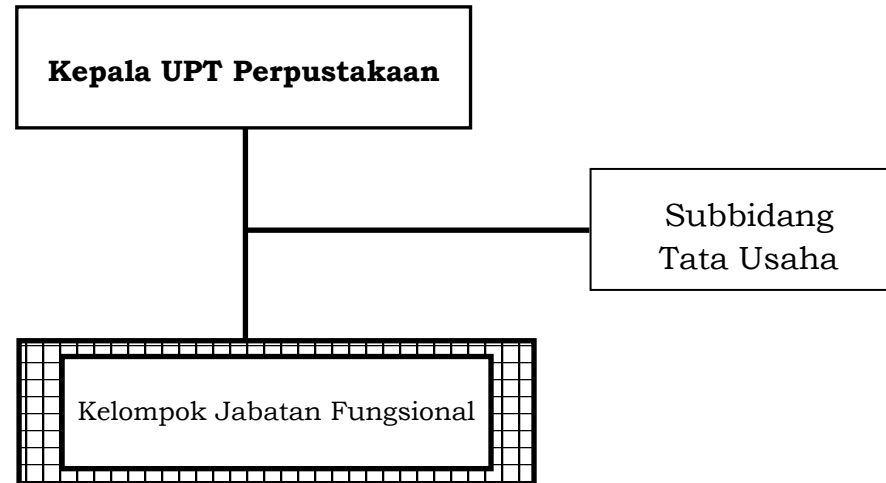 Kepala UPT Perpustakaan
Subbidang
Tata Usaha
Kelompok Jabatan Fungsional